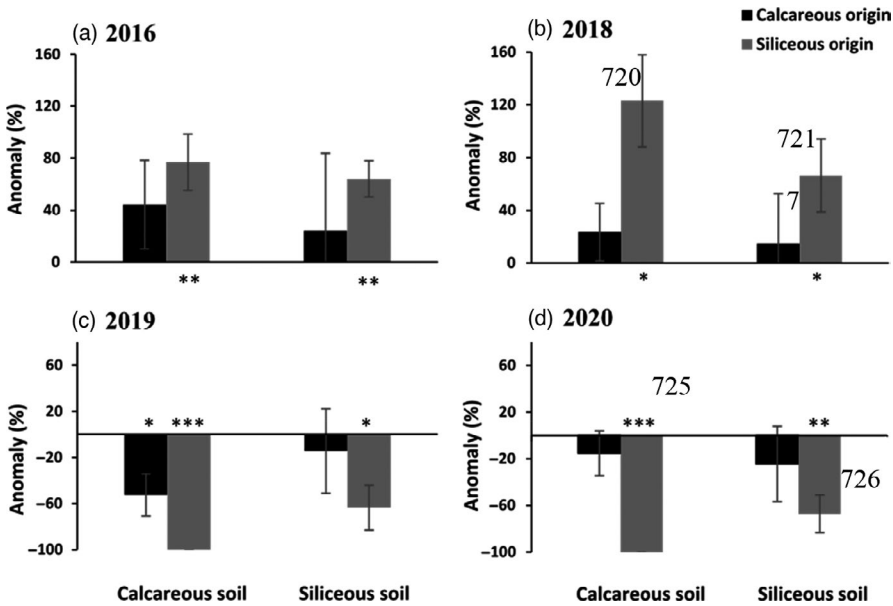 (a) 2016
Anomaly (%)
160
120
80
40
0
**
**
(b) 2018
Calcareous origin
Siliceous origin
Anomaly (%)
160
120
80
40
0
720
721
7
*
*
(c) 2019
Anomaly (%)
60
20
−20
−60
−100
* ***
*
Calcareous soil
Siliceous soil
(d) 2020
Anomaly (%)
60
20
−20
−60
−100
725
***
**
726
Calcareous soil
Siliceous soil